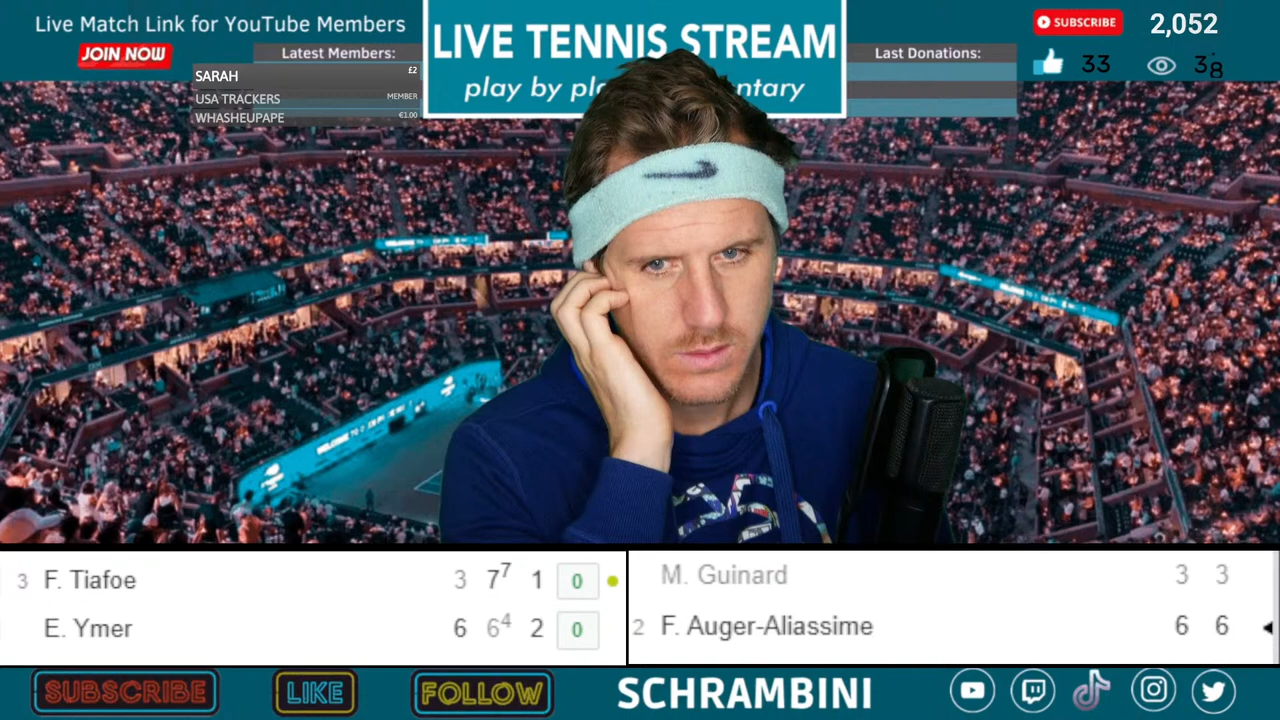 Live Match Link for YouTube Members
JOIN NOW
Latest Members:
SARAH £2
USA TRACKERS MEMBER
WHASHEUPAPE €1.00
LIVE TENNIS STREAM
play by
Last Donations:
SUBSCRIBE 2,052
33
3 F. Tiafoe 3 7⁷ 1 0
E. Ymer 6 6⁴ 2 0
M. Guinard 3 3
2 F. Auger-Aliassime 6 6
SUBSCRIBE
LIKE
FOLLOW
SCHRAMBINI